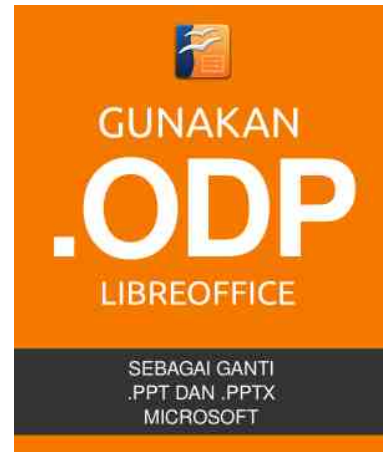 GUNAKAN
.ODP
LIBREOFFICE
SEBAGAI GANTI
.PPT DAN .PPTX
MICROSOFT